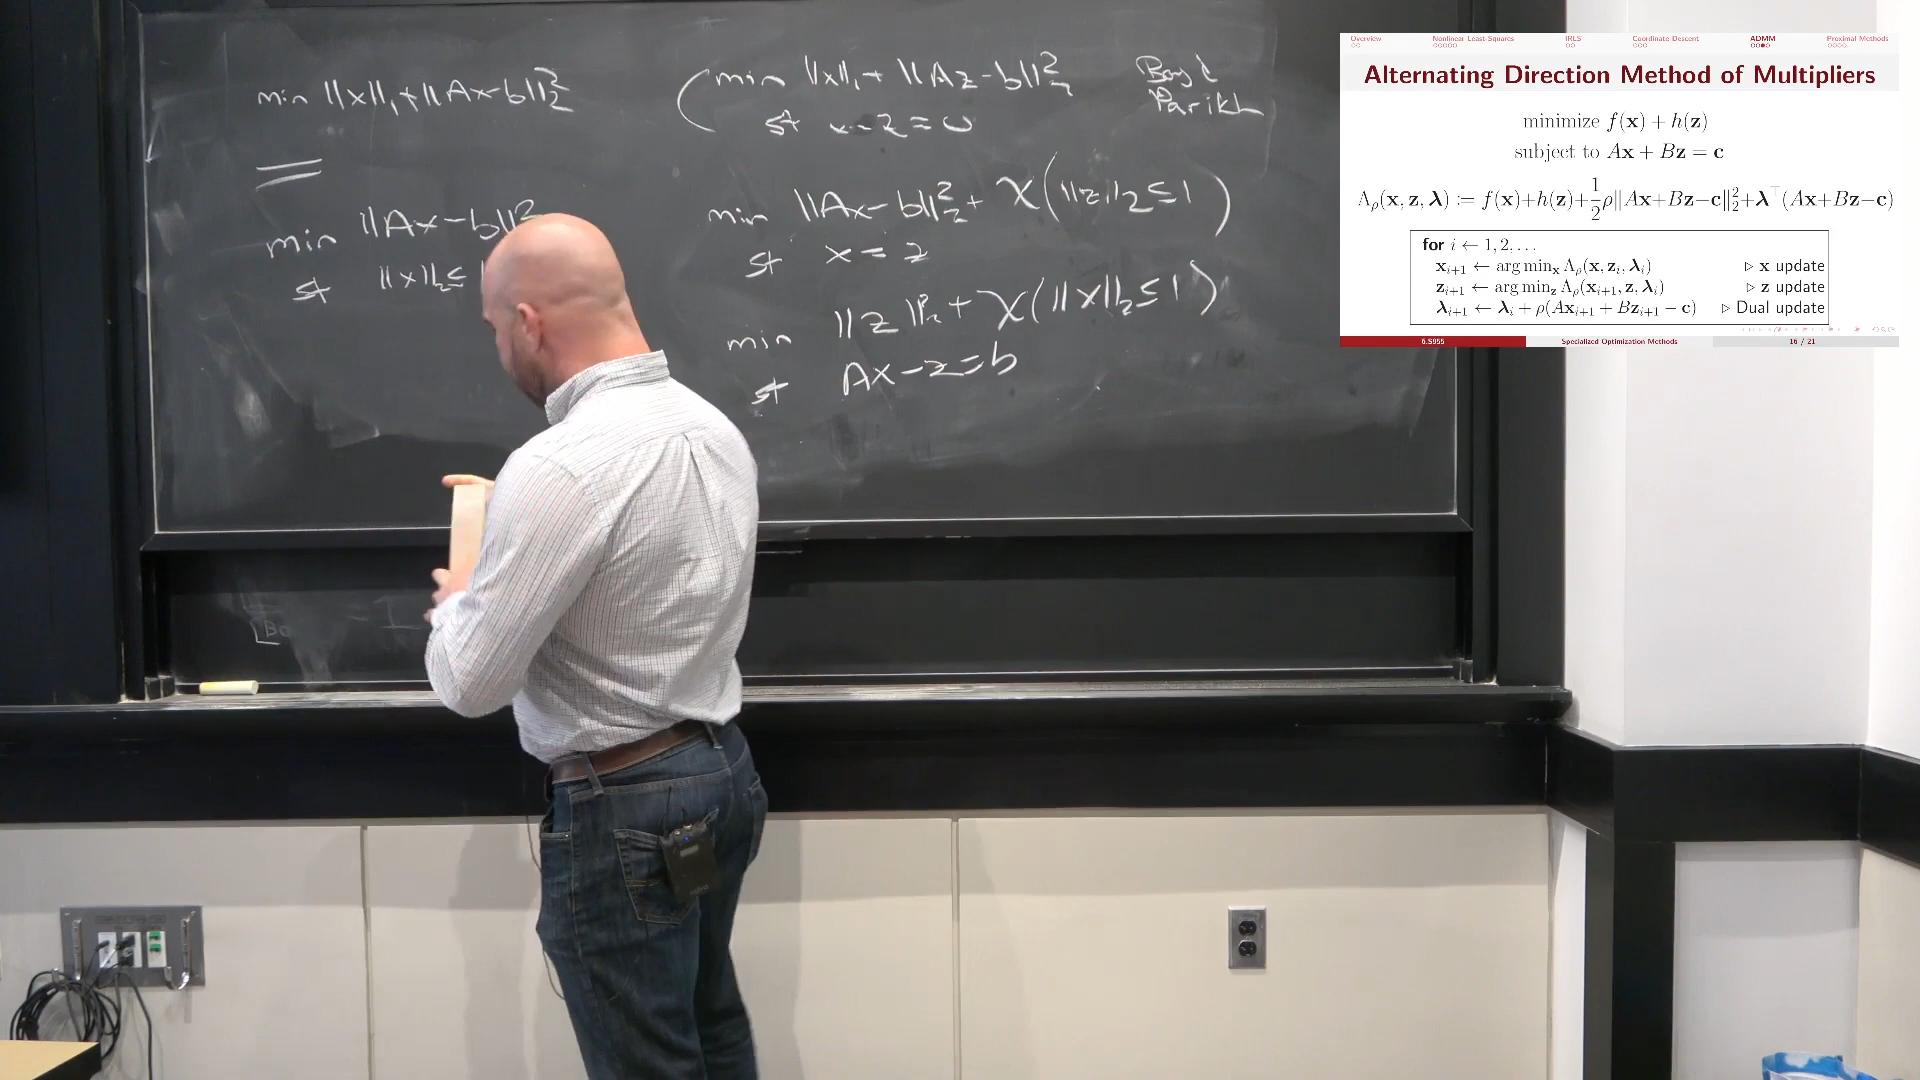 min ||x||₁ + ||Ax - b||₂²
min ||Ax - b||²
st ||x||₂ ≤
min ||x||₁ + ||Az - b||₂²
st x - z = 0
Boyd
Parikh
min ||Ax - b||₂² + χ(||z||₂ ≤ 1)
st x = z
min ||z||₂² + χ(||x||₂ ≤ 1)
st Ax - z = b
Overview Nonlinear Least-Squares IRLS Coordinate Descent ADMM Proximal Methods
Alternating Direction Method of Multipliers
minimize f(x) + h(z)
subject to Ax + Bz = c
Λρ(x, z, λ) := f(x)+h(z)+½ρ||Ax+Bz−c||₂²+λ⊤(Ax+Bz−c)
for i ← 1, 2, . . .
xᵢ₊₁ ← arg minₓ Λρ(x, zᵢ, λᵢ) ▷ x update
zᵢ₊₁ ← arg min_z Λρ(xᵢ₊₁, z, λᵢ) ▷ z update
λᵢ₊₁ ← λᵢ + ρ(Axᵢ₊₁ + Bzᵢ₊₁ − c) ▷ Dual update
6.S955 Specialized Optimization Methods 16 / 21